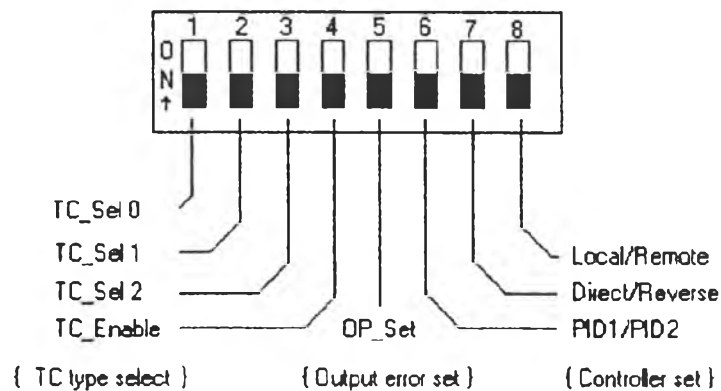 1 2 3 4 5 6 7 8
O
N
↑
TC_Sel 0
TC_Sel 1
TC_Sel 2
TC_Enable
OP_Set
Local/Remote
Direct/Reverse
PID1/PID2
{ TC type select }
{ Output error set }
{ Controller set }